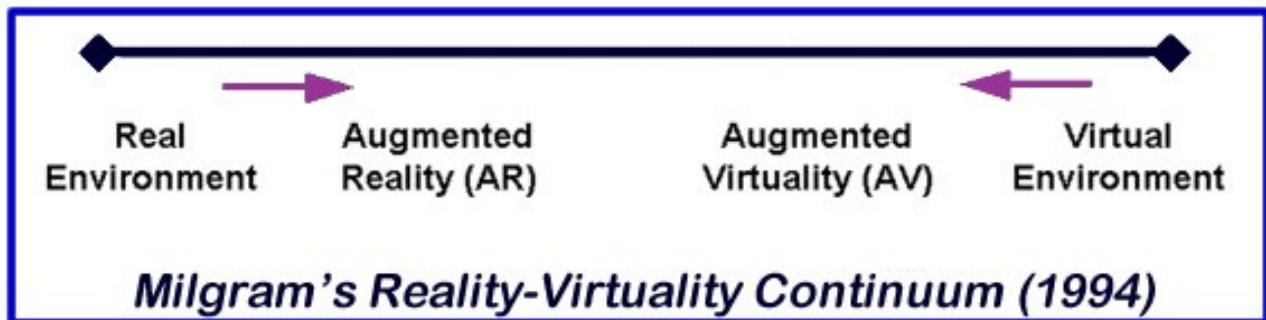 Real Environment
Augmented Reality (AR)
Augmented Virtuality (AV)
Virtual Environment
Milgram's Reality-Virtuality Continuum (1994)